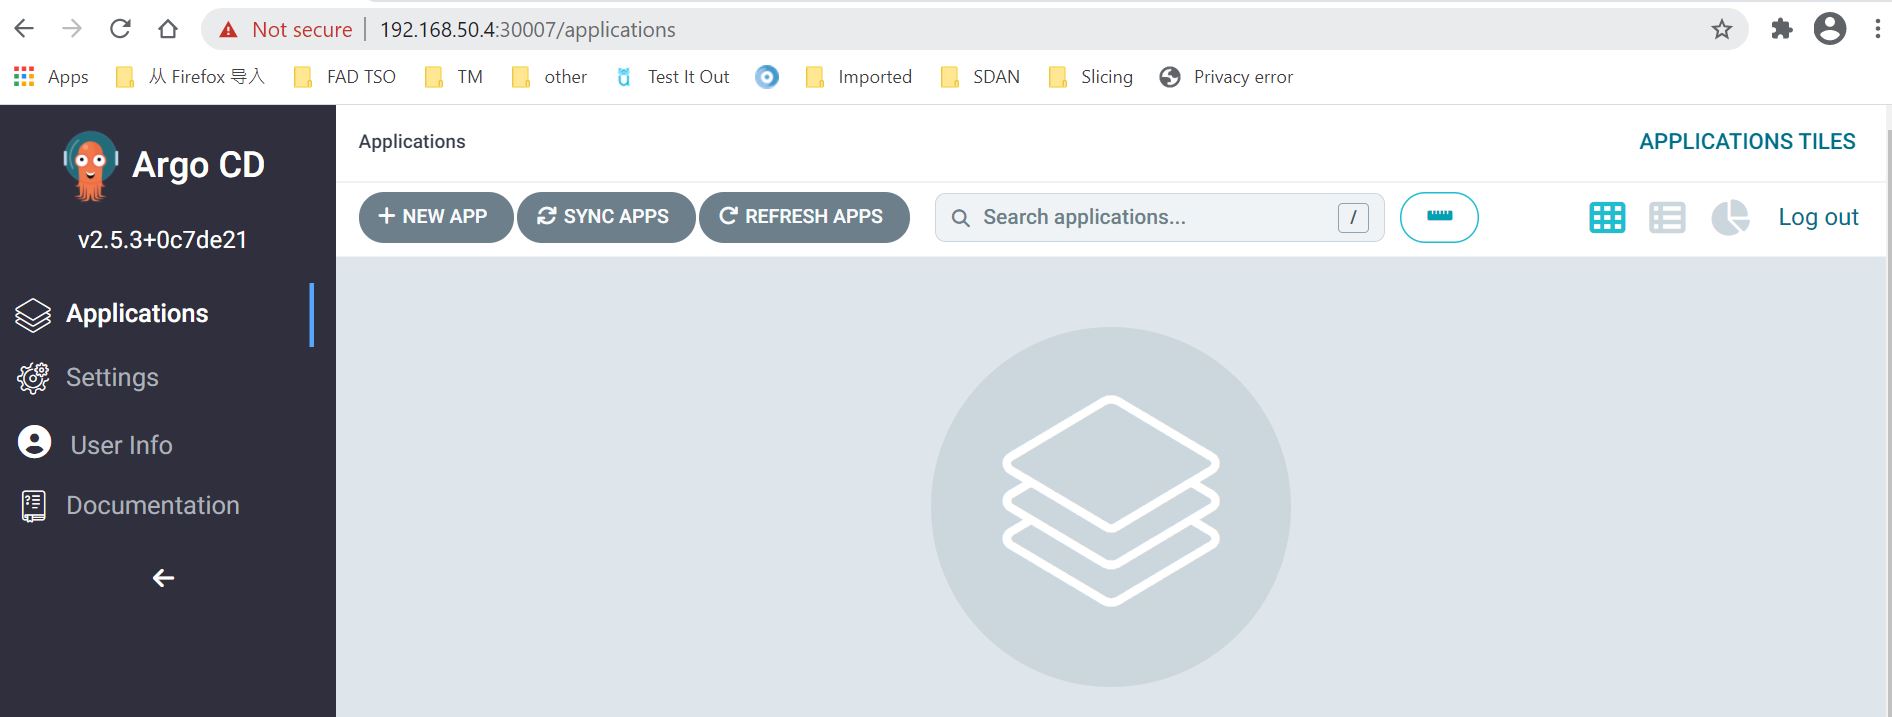 Not secure | 192.168.50.4:30007/applications
Apps 从 Firefox 导入 FAD TSO TM other Test It Out Imported SDAN Slicing Privacy error
Argo CD
v2.5.3+0c7de21
Applications
Settings
User Info
Documentation
Applications APPLICATIONS TILES
NEW APP SYNC APPS REFRESH APPS Search applications... / Log out